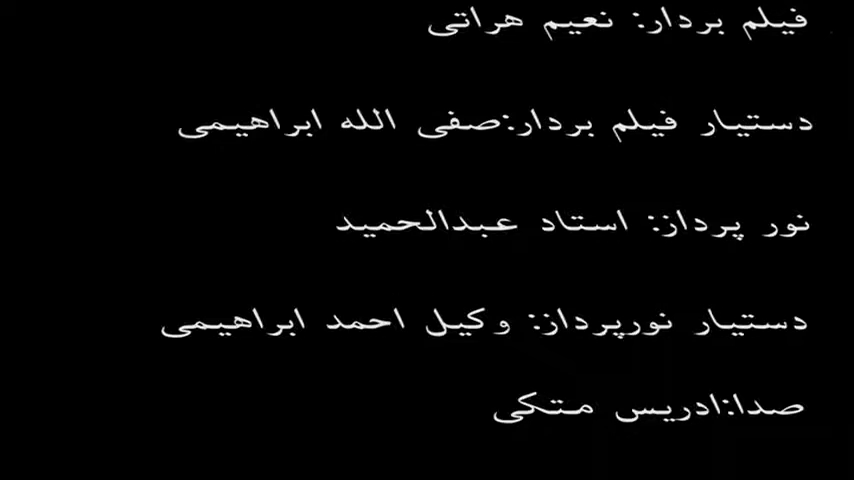 فیلم بردار: نعیم هراتی
دستیار فیلم بردار:صفی الله ابراهیمی
نور پرداز: استاد عبدالحمید
دستیار نورپرداز: وکیل احمد ابراهیمی
صدا:ادریس متکی